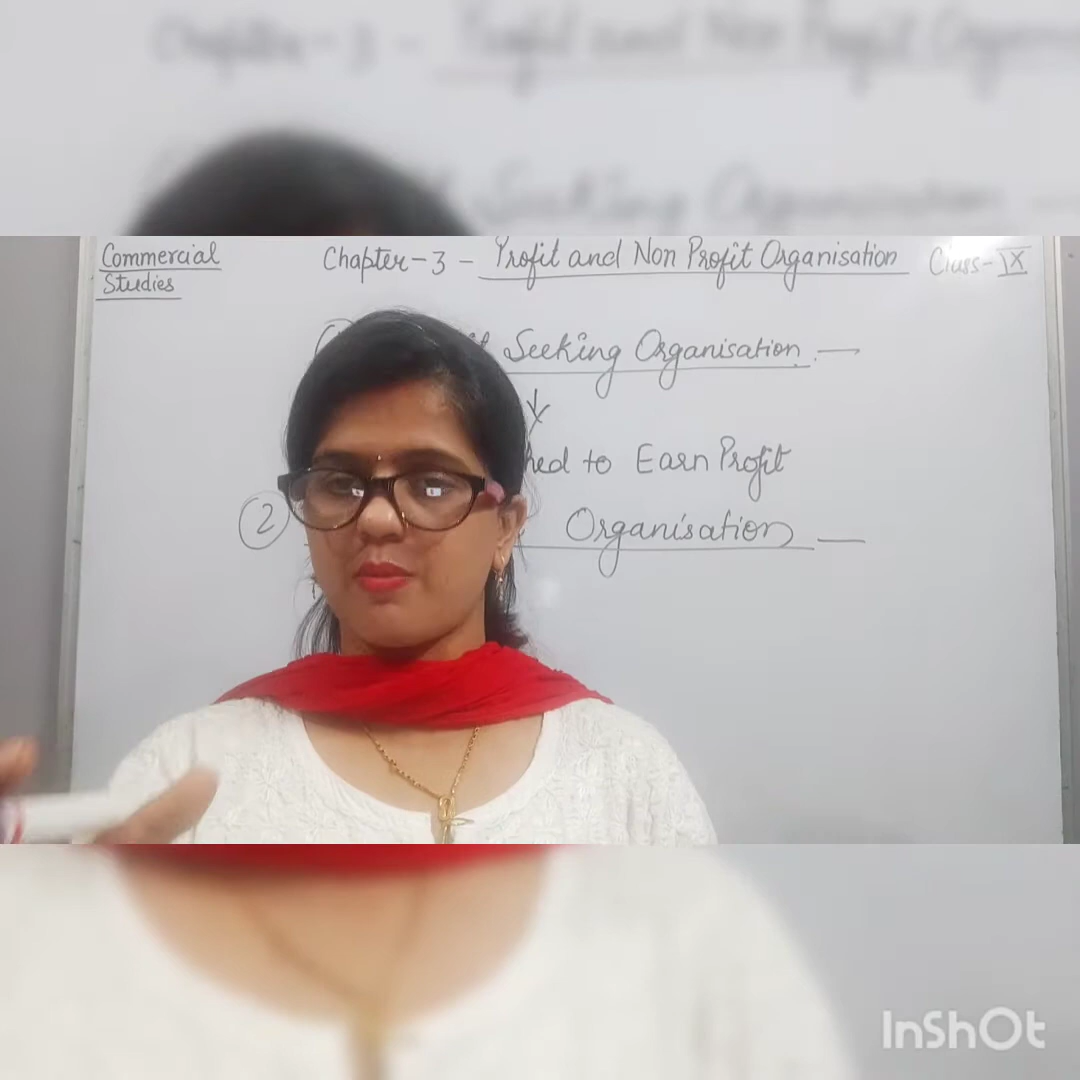 Commercial Studies
Chapter-3 - Profit and Non Profit Organisation
Class-IX
Seeking Organisation
to Earn Profit
2
Organisation
InShOt